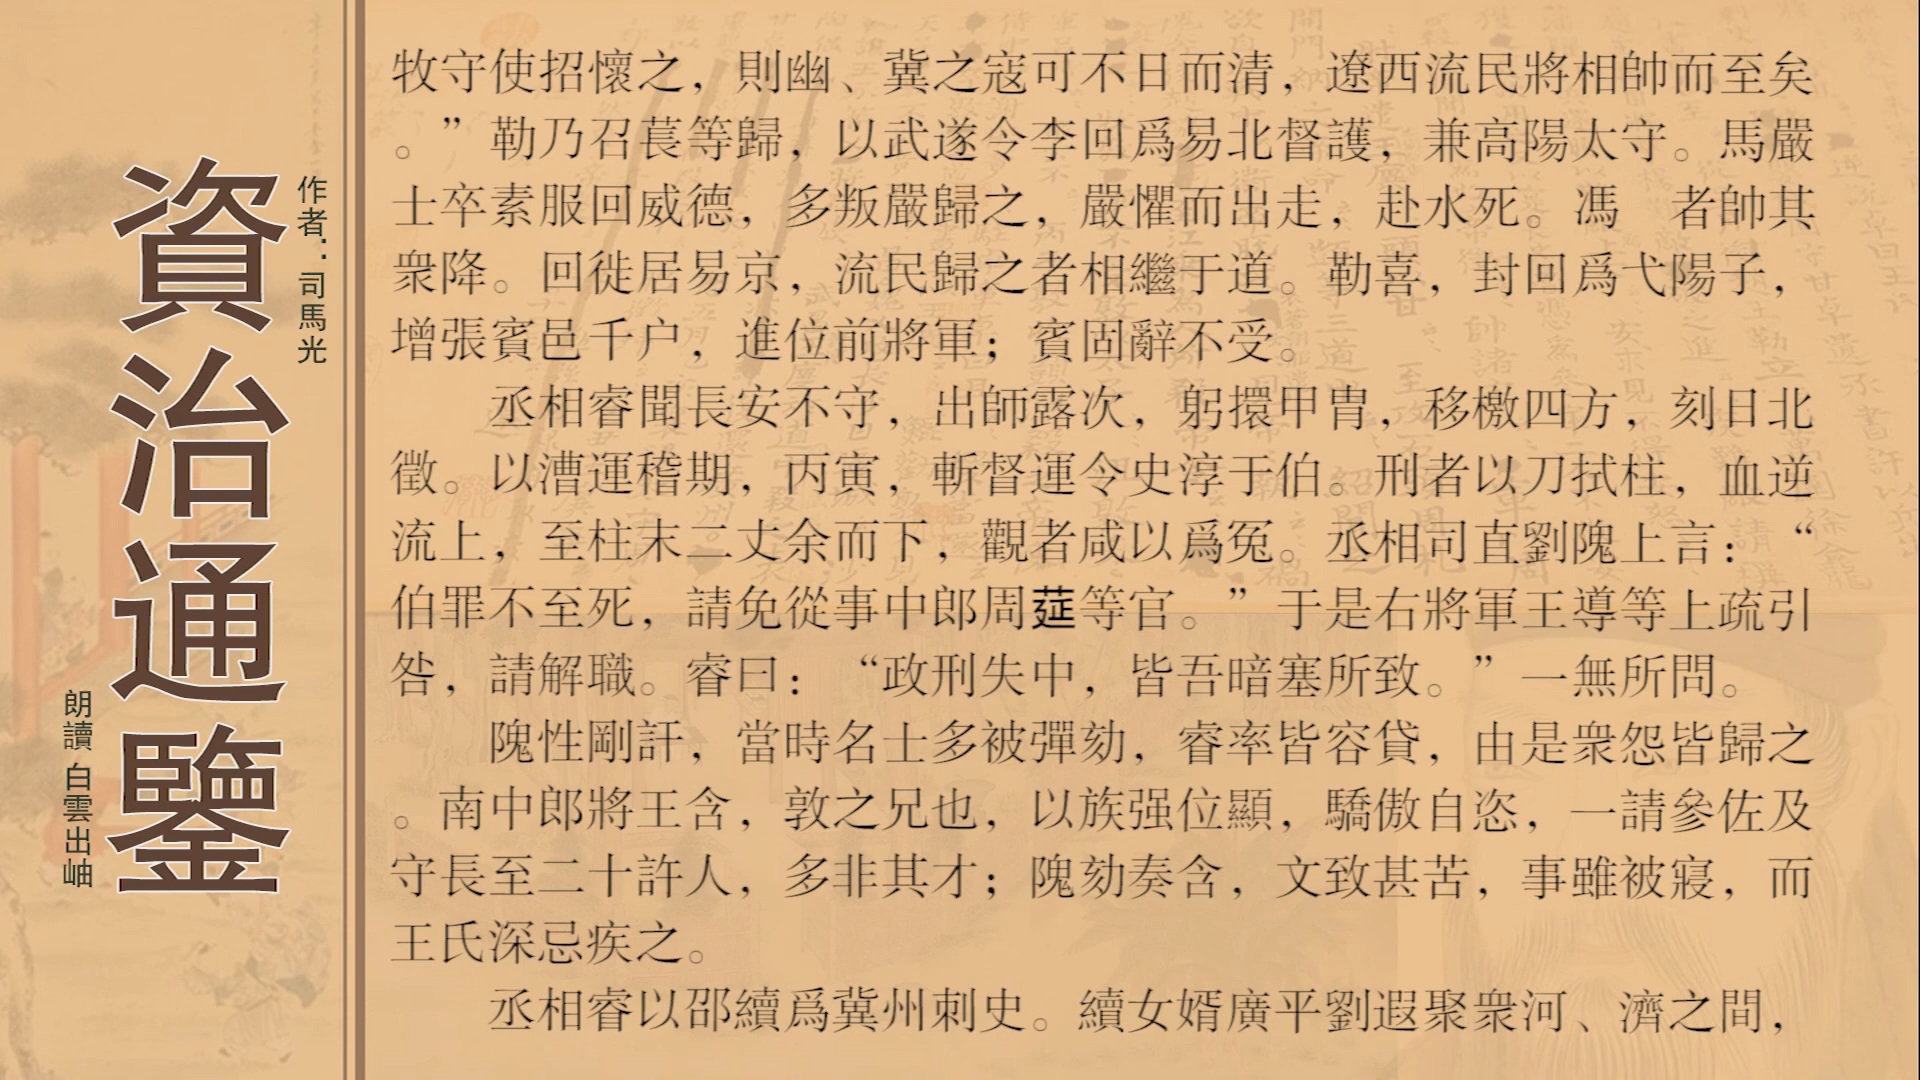 資治通鑒
作者：司馬光
朗讀 白雲出岫
牧守使招懷之，則幽、冀之寇可不日而清，遼西流民將相帥而至矣
。”勒乃召萇等歸，以武遂令李回爲易北督護，兼高陽太守。馬嚴
士卒素服回威德，多叛嚴歸之，嚴懼而出走，赴水死。馮　者帥其
衆降。回徙居易京，流民歸之者相繼于道。勒喜，封回爲弋陽子，
增張賓邑千户，進位前將軍；賓固辭不受。
丞相睿聞長安不守，出師露次，躬擐甲胄，移檄四方，刻日北
徵。以漕運稽期，丙寅，斬督運令史淳于伯。刑者以刀拭柱，血逆
流上，至柱末二丈余而下，觀者咸以爲冤。丞相司直劉隗上言：“
伯罪不至死，請免從事中郎周莚等官。”于是右將軍王導等上疏引
咎，請解職。睿曰：“政刑失中，皆吾暗塞所致。”一無所問。
隗性剛訐，當時名士多被彈劾，睿率皆容貸，由是衆怨皆歸之
。南中郎將王含，敦之兄也，以族强位顯，驕傲自恣，一請參佐及
守長至二十許人，多非其才；隗劾奏含，文致甚苦，事雖被寢，而
王氏深忌疾之。
丞相睿以邵續爲冀州刺史。續女婿廣平劉遐聚衆河、濟之間，